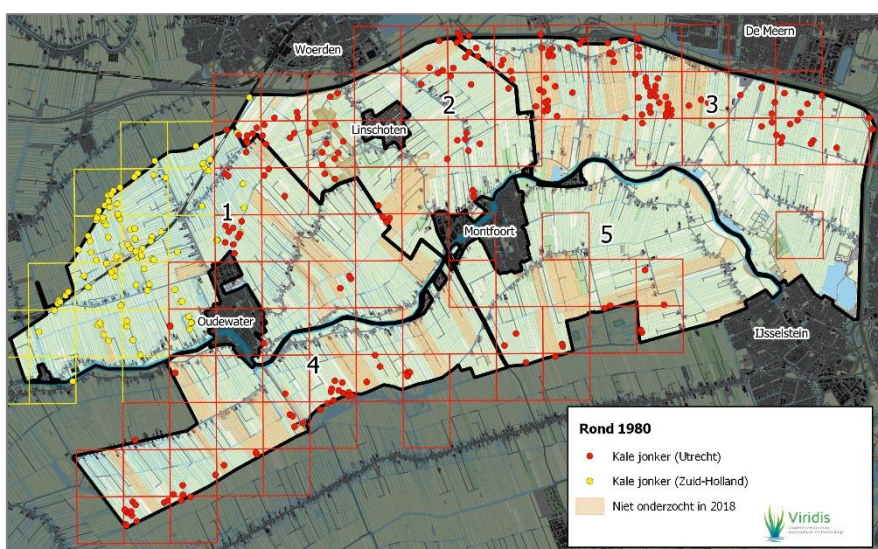 Woerden
De Meern
2
3
Linschoten
1
Montfoort
5
Oudewater
IJsselstein
4
Rond 1980
Kale jonker (Utrecht)
Kale jonker (Zuid-Holland)
Niet onderzocht in 2018
Viridis